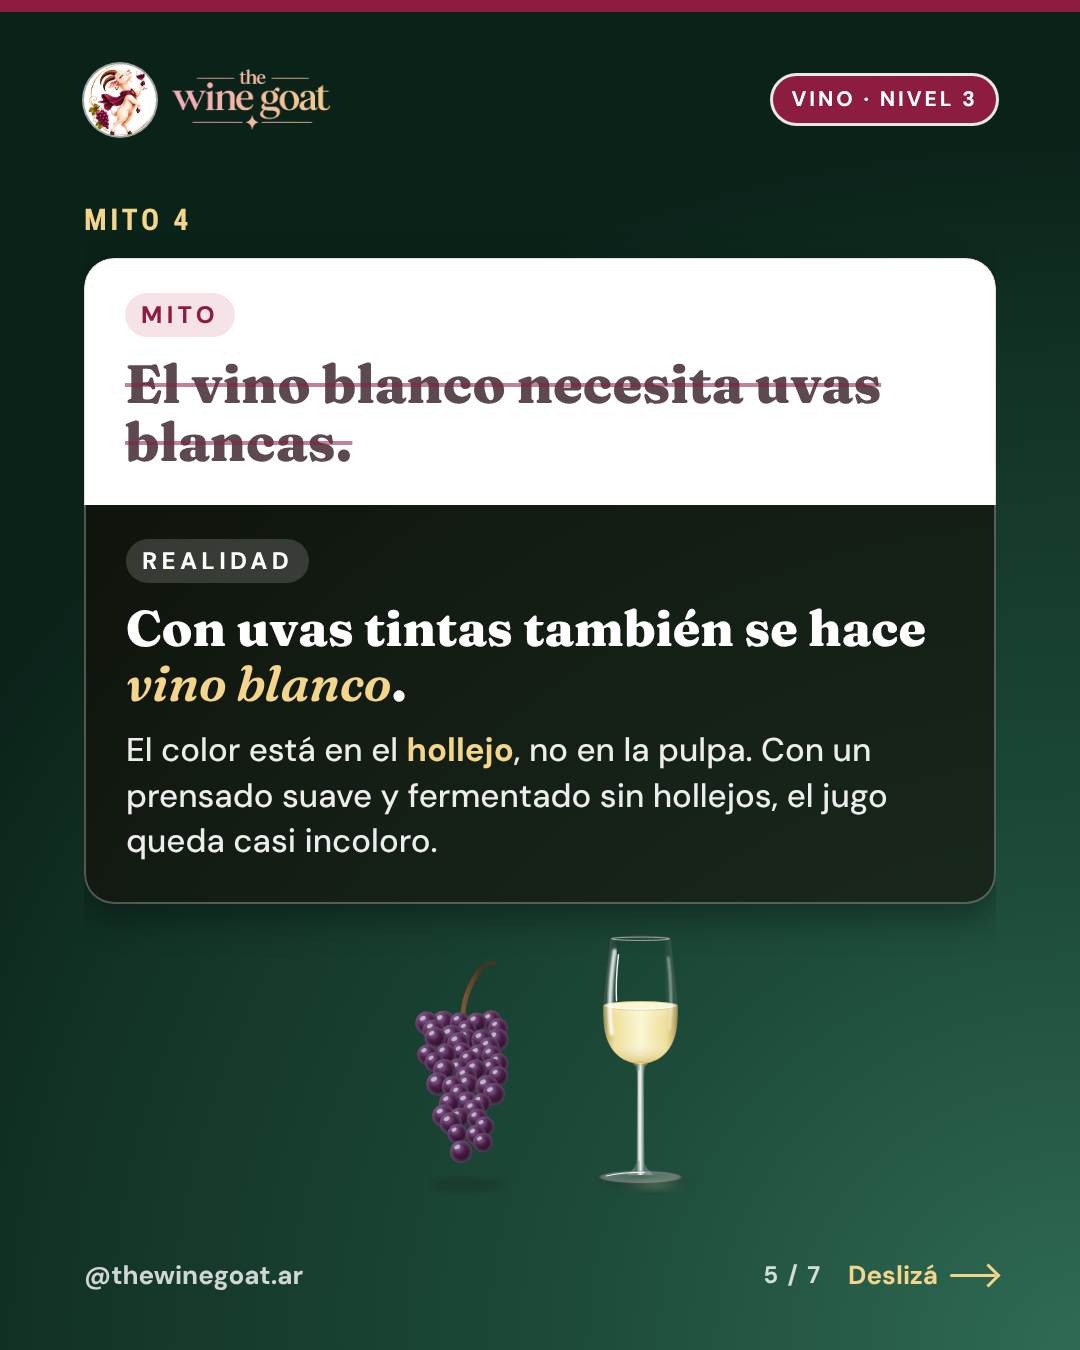 the
wine goat
VINO · NIVEL 3
MITO 4
MITO
El vino blanco necesita uvas
blancas.
REALIDAD
Con uvas tintas también se hace
vino blanco.
El color está en el hollejo, no en la pulpa. Con un
prensado suave y fermentado sin hollejos, el jugo
queda casi incoloro.
@thewinegoat.ar
5 / 7
Deslizá